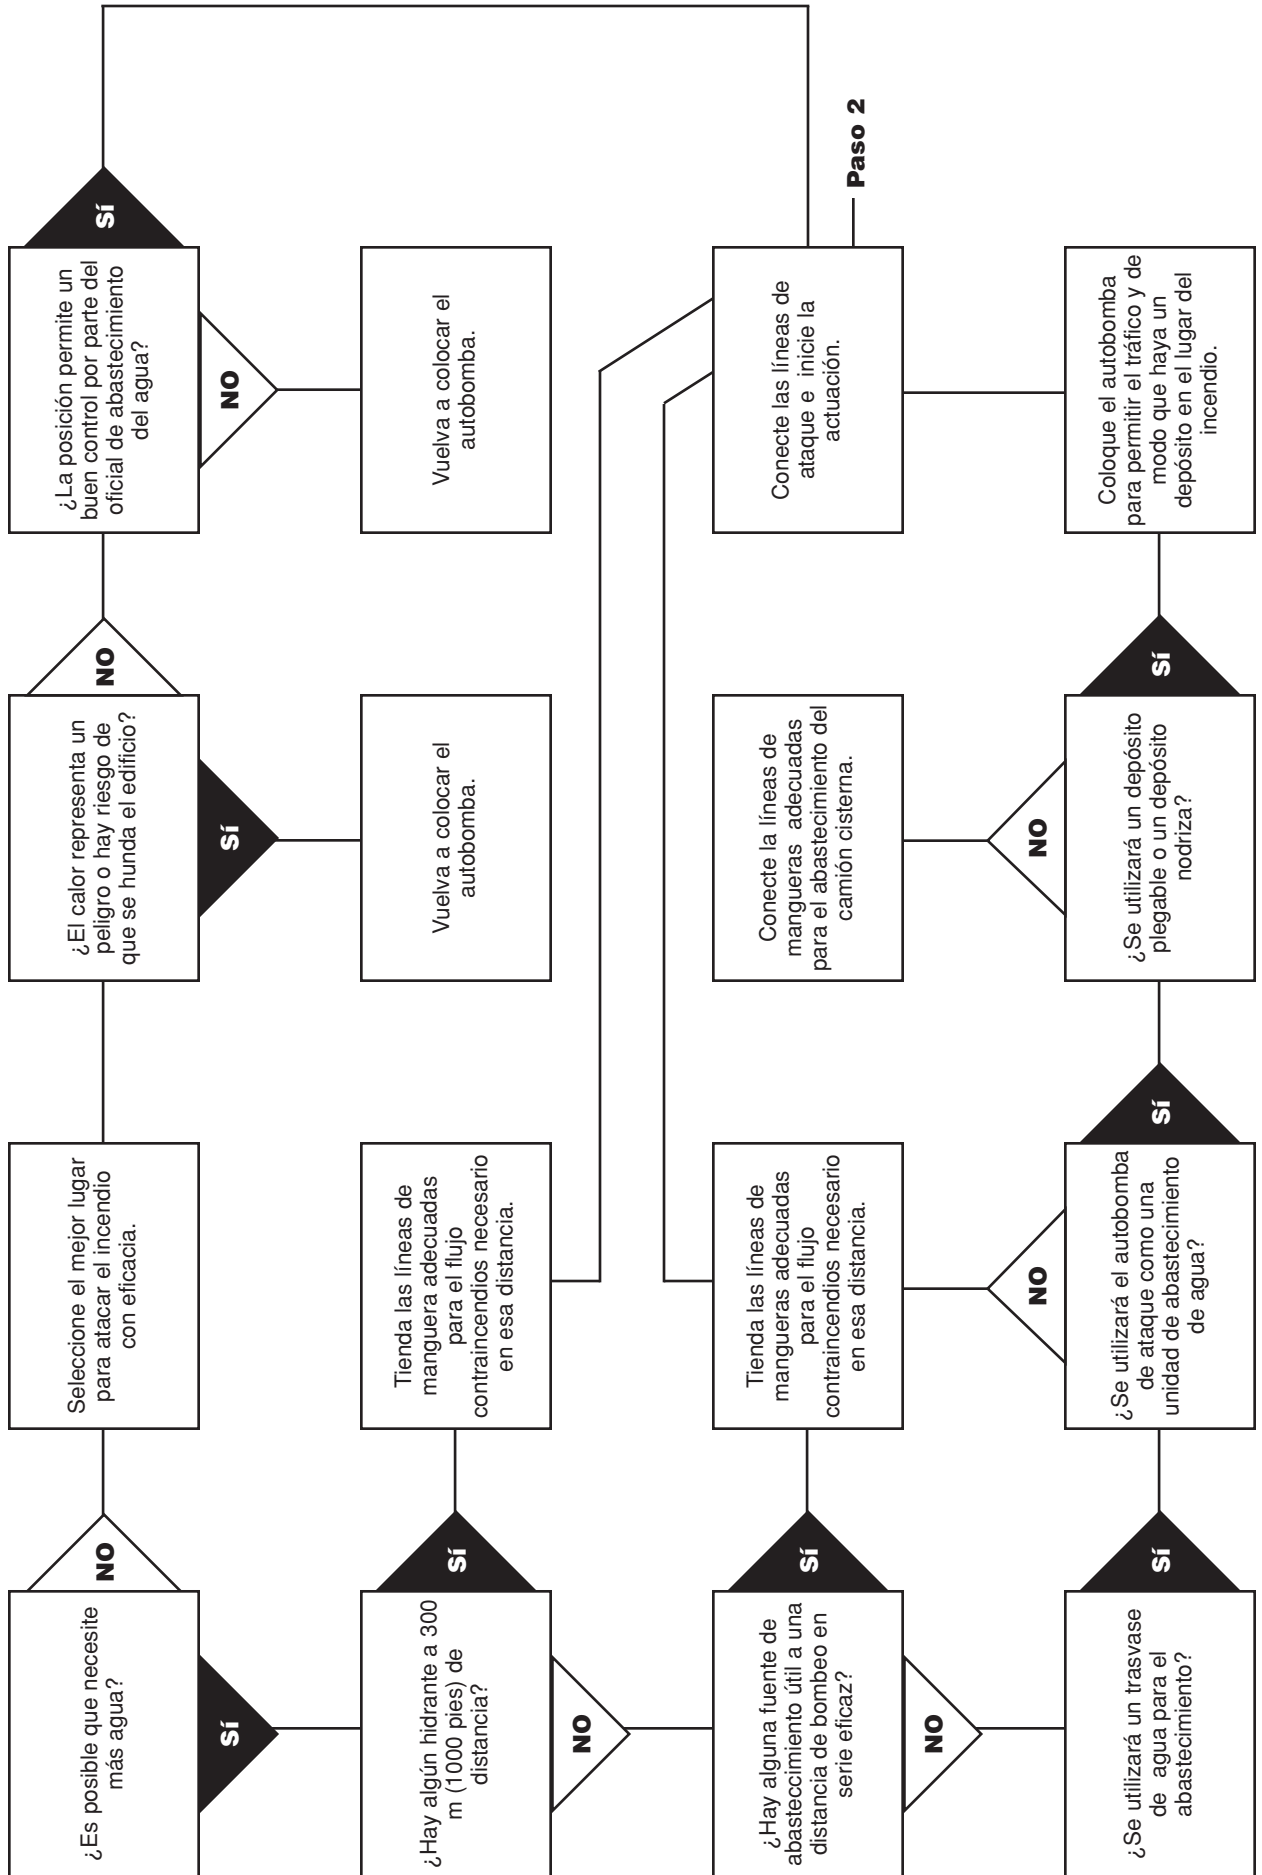 ¿Es posible que necesite
más agua?
NO
Sí
Seleccione el mejor lugar
para atacar el incendio
con eficacia.
¿El calor representa un
peligro o hay riesgo de
que se hunda el edificio?
NO
Sí
Vuelva a colocar el
autobomba.
¿La posición permite un
buen control por parte del
oficial de abastecimiento
del agua?
Sí
NO
Vuelva a colocar el
autobomba.
¿Hay algún hidrante a 300
m (1000 pies) de
distancia?
Sí
NO
Tienda las líneas de
manguera adecuadas
para el flujo
contraincendios necesario
en esa distancia.
¿Hay alguna fuente de
abasteccimiento útil a una
distancia de bombeo en
serie eficaz?
Sí
NO
Tienda las líneas de
mangueras adecuadas
para el flujo
contraincendios necesario
en esa distancia.
Conecte la líneas de
mangueras adecuadas
para el abastecimiento del
camión cisterna.
Conecte las líneas de
ataque e inicie la
actuación.
Paso 2
¿Se utilizará un trasvase
de agua para el
abastecimiento?
Sí
¿Se utilizará el autobomba
de ataque como una
unidad de abastecimiento
de agua?
NO
Sí
¿Se utilizará un depósito
plegable o un depósito
nodriza?
NO
Sí
Coloque el autobomba
para permitir el tráfico y de
modo que haya un
depósito en el lugar del
incendio.